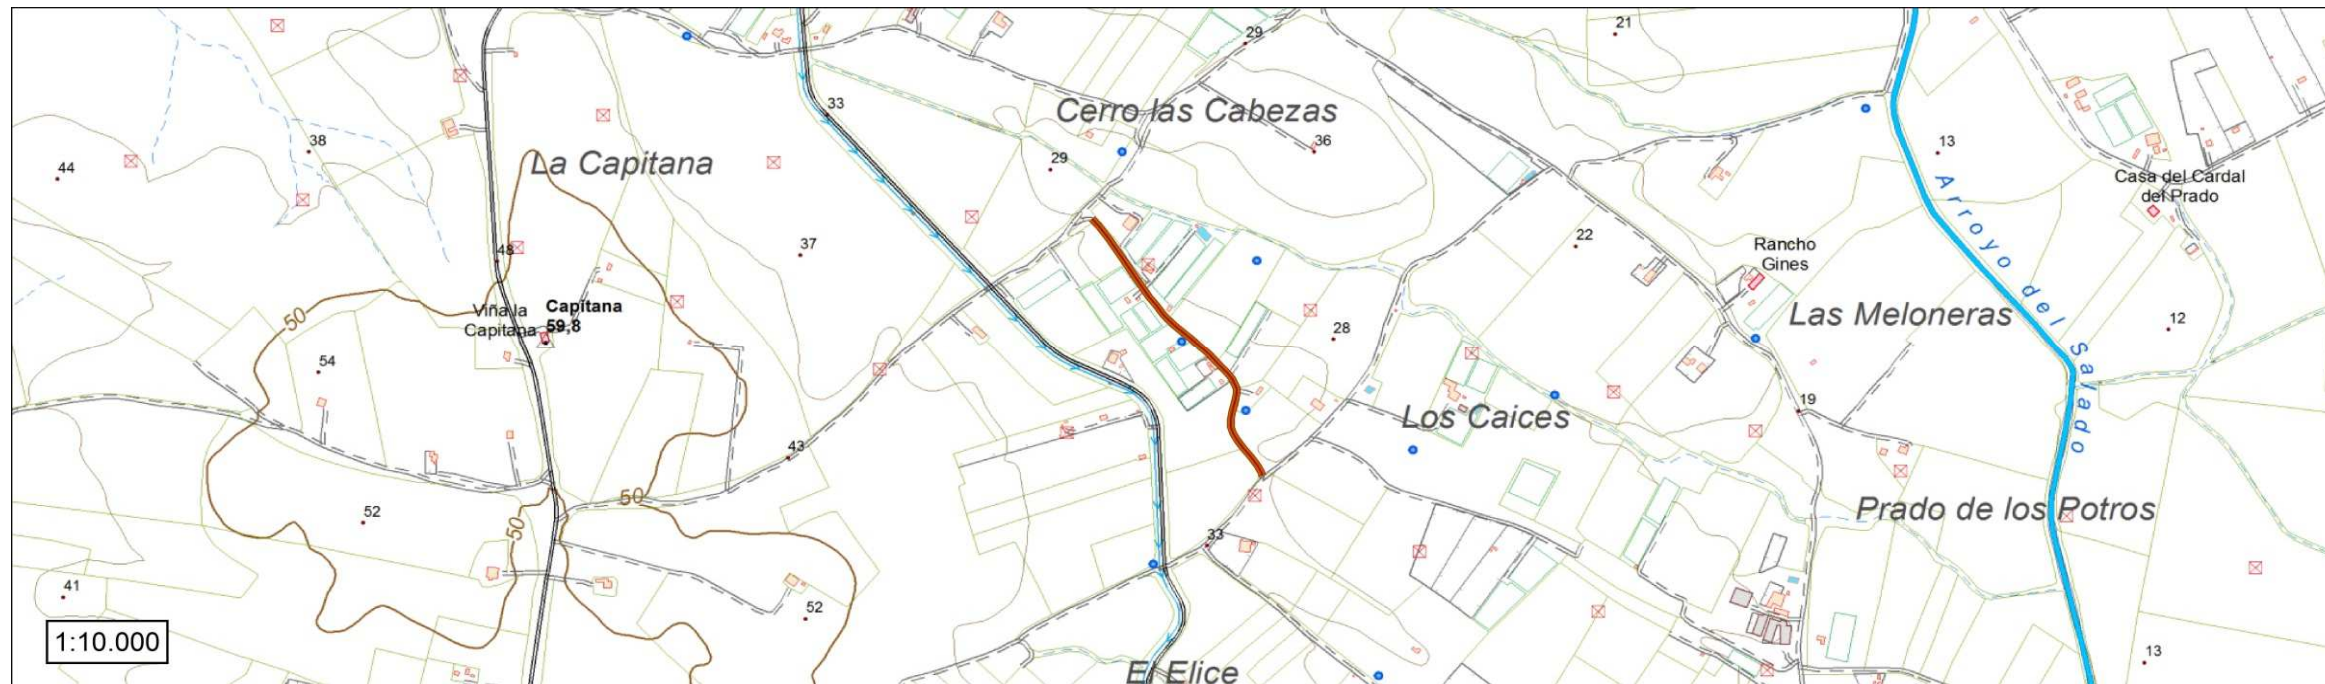 21
29
33
Cerro las Cabezas
36
13
38
La Capitana
29
44
Casa del Cardal
del Prado
Arroyo del Salado
22
37
48
Rancho
Gines
Capitana
59,8
Viña la
Capitana
50
Las Meloneras
12
28
54
19
Los Caices
43
50
52
50
Prado de los Potros
33
41
52
1:10.000
13
El Elice